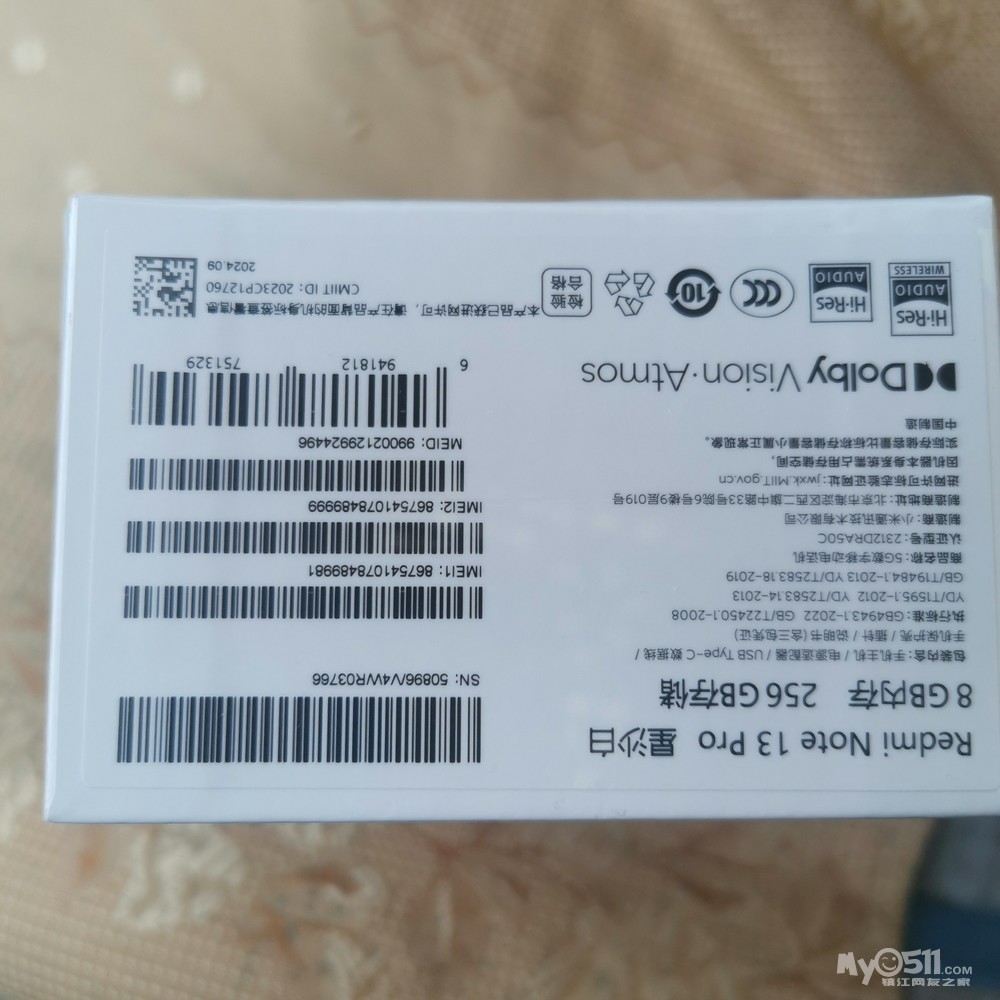 Redmi Note 13 Pro 星沙白
8 GB内存 256 GB存储
包装内含：手机主机 / 电源适配器 / USB Type-C 数据线 /
手机保护壳 / 插针 / 说明书（含三包凭证）
执行标准：GB4943.1-2022 GB/T22450.1-2008
YD/T1595.1-2012 YD/T2583.14-2013
GB/T19484.1-2013 YD/T2583.18-2019
商品名称：5G数字移动电话机
认证型号：2312DRA50C
制造商：小米通讯技术有限公司
制造商地址：北京市海淀区西二旗中路33号院6号楼9层019号
进网许可标志验证网址：jwxk.MIIT.gov.cn
因机器本身系统需占用存储空间，
实际存储容量比标称存储容量小属正常现象。
中国制造
Dolby Vision·Atmos
Hi-Res
AUDIO
WIRELESS
Hi-Res
AUDIO
CCC
10
检验
合格
SN: 50896/V4WR03766
IMEI1: 867541078489981
IMEI2: 867541078489999
MEID: 99002129924496
6 941812 751329
本产品已获进网许可，请在产品背面的机身标签查看信息
CMIIT ID: 2023CP12760
2024.09
My0511.COM
镇江网友之家